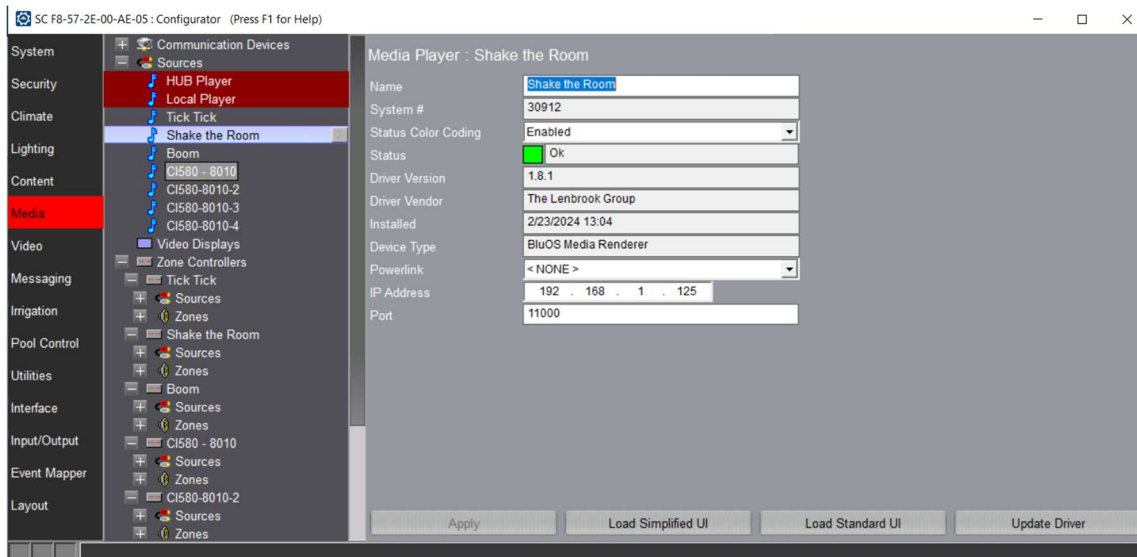 SC F8-57-2E-00-AE-05 : Configurator (Press F1 for Help)
System
Security
Climate
Lighting
Content
Media
Video
Messaging
Irrigation
Pool Control
Utilities
Interface
Input/Output
Event Mapper
Layout
Communication Devices
Sources
HUB Player
Local Player
Tick Tick
Shake the Room
Boom
CI580 - 8010
CI580-8010-2
CI580-8010-3
CI580-8010-4
Video Displays
Zone Controllers
Tick Tick
Sources
Zones
Shake the Room
Sources
Zones
Boom
Sources
Zones
CI580 - 8010
Sources
Zones
CI580-8010-2
Sources
Zones
Media Player : Shake the Room
Name Shake the Room
System # 30912
Status Color Coding Enabled
Status Ok
Driver Version 1.8.1
Driver Vendor The Lenbrook Group
Installed 2/23/2024 13:04
Device Type BluOS Media Renderer
Powerlink < NONE >
IP Address 192 . 168 . 1 . 125
Port 11000
Apply Load Simplified UI Load Standard UI Update Driver